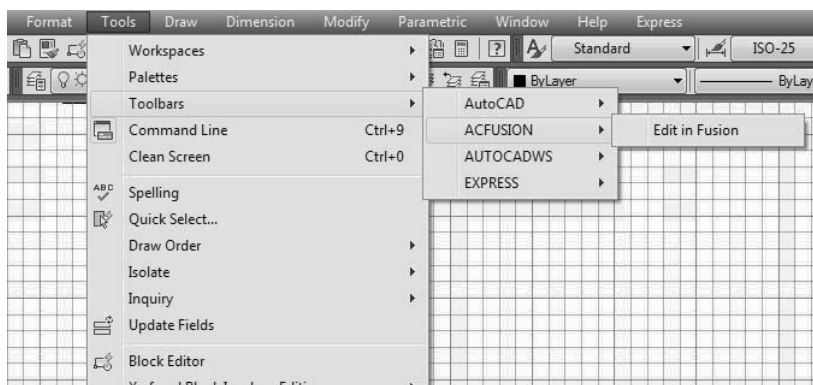 Format Tools Draw Dimension Modify Parametric Window Help Express
? Standard ISO-25
ByLayer ByLay
Workspaces
Palettes
Toolbars
Command Line Ctrl+9
Clean Screen Ctrl+0
ABC Spelling
Quick Select...
Draw Order
Isolate
Inquiry
Update Fields
Block Editor
AutoCAD
ACFUSION
AUTOCADWS
EXPRESS
Edit in Fusion